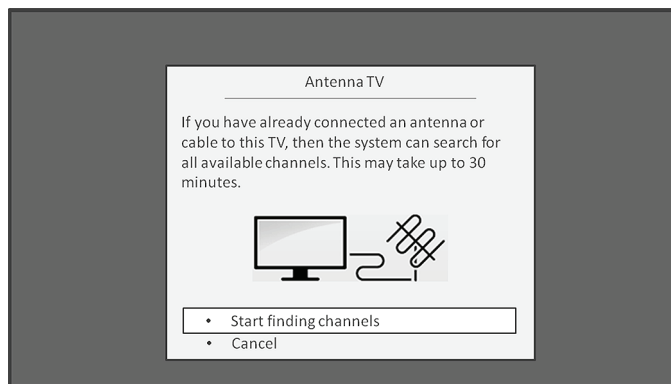 Antenna TV
If you have already connected an antenna or
cable to this TV, then the system can search for
all available channels. This may take up to 30
minutes.
• Start finding channels
• Cancel